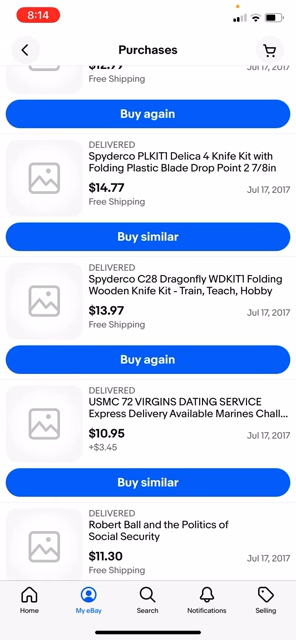 8:14
Purchases
$12.97
Jul 17, 2017
Free Shipping
Buy again
DELIVERED
Spyderco PLKIT1 Delica 4 Knife Kit with
Folding Plastic Blade Drop Point 2 7/8in
$14.77
Jul 17, 2017
Free Shipping
Buy similar
DELIVERED
Spyderco C28 Dragonfly WDKIT1 Folding
Wooden Knife Kit - Train, Teach, Hobby
$13.97
Jul 17, 2017
Free Shipping
Buy again
DELIVERED
USMC 72 VIRGINS DATING SERVICE
Express Delivery Available Marines Chall...
$10.95
Jul 17, 2017
+$3.45
Buy similar
DELIVERED
Robert Ball and the Politics of
Social Security
$11.30
Jul 17, 2017
Free Shipping
Home
My eBay
Search
Notifications
Selling